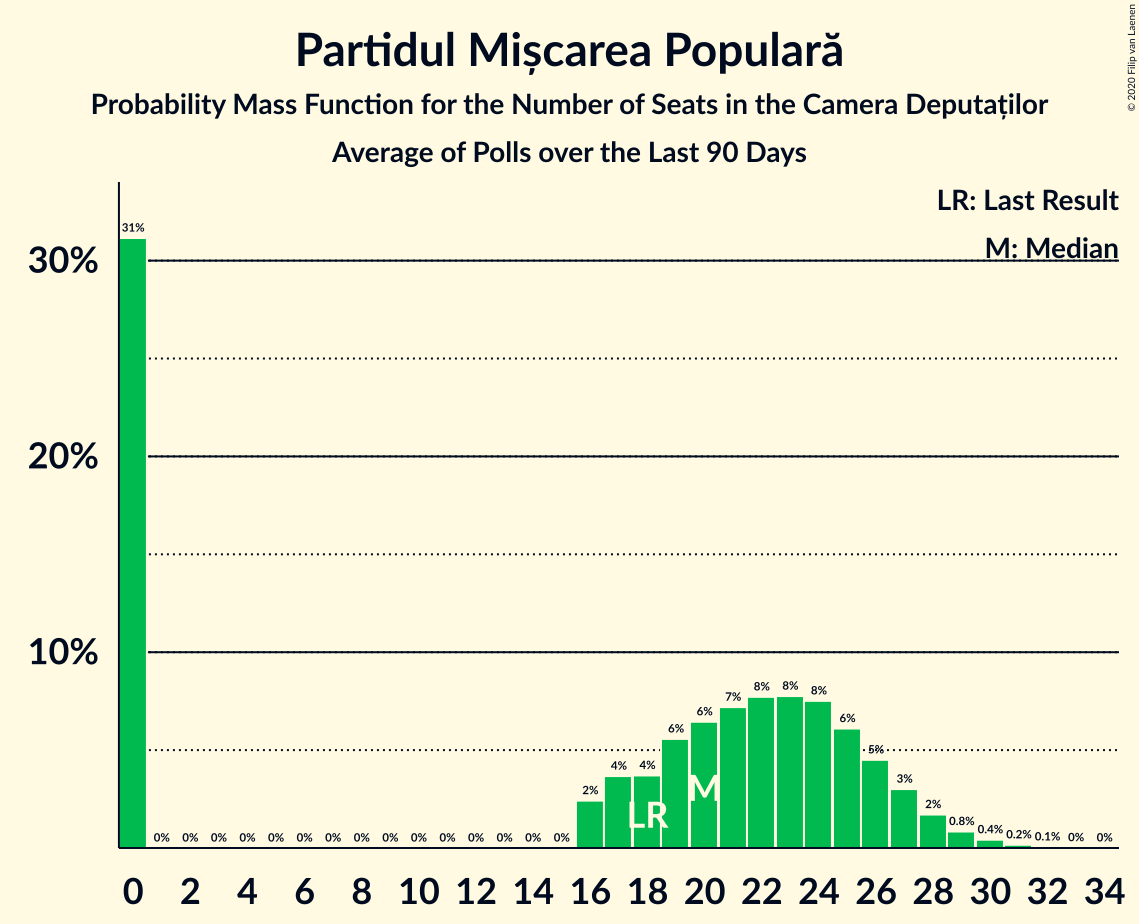 Partidul Mișcarea Populară
Probability Mass Function for the Number of Seats in the Camera Deputaților
Average of Polls over the Last 90 Days
© 2020 Filip van Laenen
LR: Last Result
M: Median
30%
20%
10%
31% 0% 0% 0% 0% 0% 0% 0% 0% 0% 0% 0% 0% 0% 0% 0% 2% 4% 4% 6% 6% 7% 8% 8% 8% 6% 5% 3% 2% 0.8% 0.4% 0.2% 0.1% 0% 0%
LR M
0 2 4 6 8 10 12 14 16 18 20 22 24 26 28 30 32 34